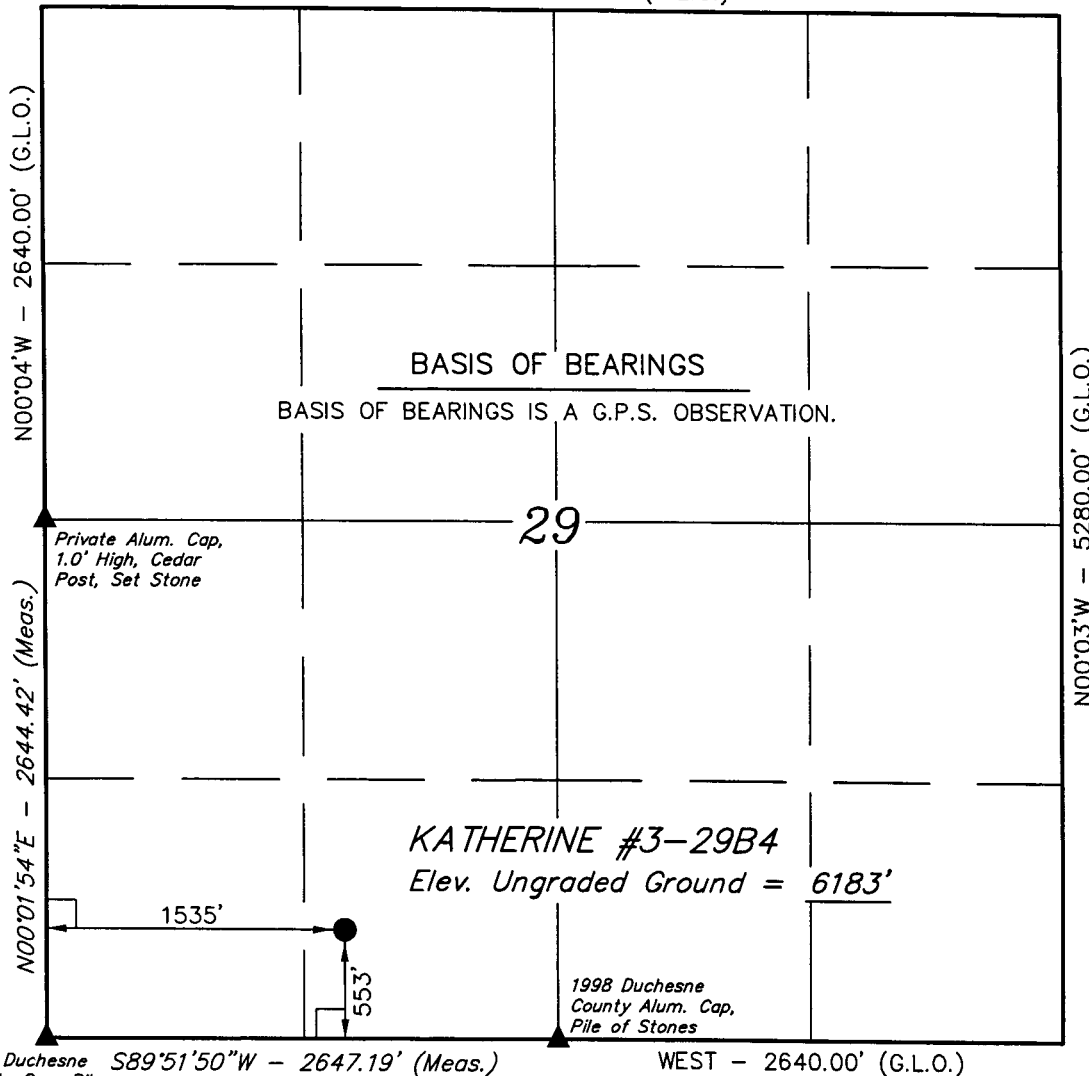 N00°04'W - 2640.00' (G.L.O.)
BASIS OF BEARINGS
BASIS OF BEARINGS IS A G.P.S. OBSERVATION.
29
N00°03'W - 5280.00' (G.L.O.)
Private Alum. Cap,
1.0' High, Cedar
Post, Set Stone
N00°01'54"E - 2644.42' (Meas.)
KATHERINE #3-29B4
Elev. Ungraded Ground = 6183'
1535'
553'
1998 Duchesne
County Alum. Cap,
Pile of Stones
Duchesne
S89°51'50"W - 2647.19' (Meas.)
WEST - 2640.00' (G.L.O.)